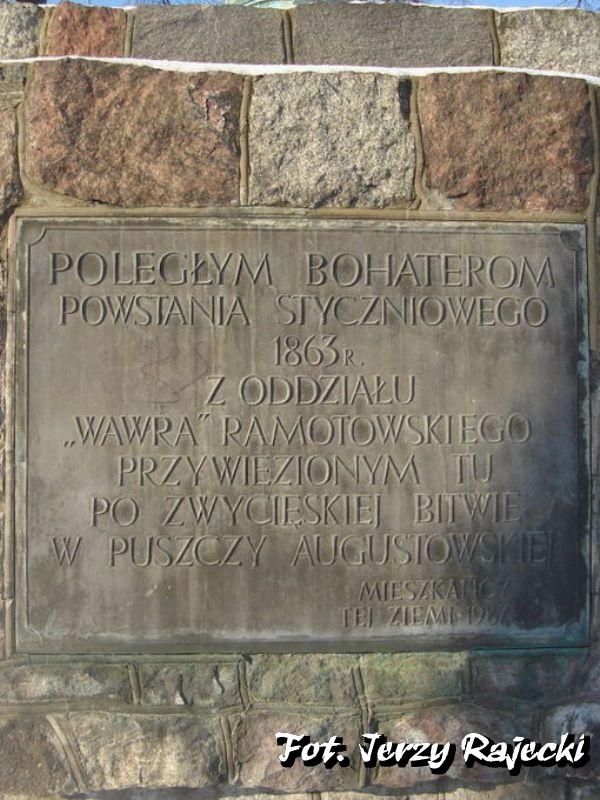 POLEGŁYM BOHATEROM
POWSTANIA STYCZNIOWEGO
1863 R.
Z ODDZIAŁU
„WAWRA” RAMOTOWSKIEGO
PRZYWIEZIONYM TU
PO ZWYCIĘSKIEJ BITWIE
W PUSZCZY AUGUSTOWSKIEJ
MIESZKAŃCY
TEJ ZIEMI 1987
Fot. Jerzy Rajecki